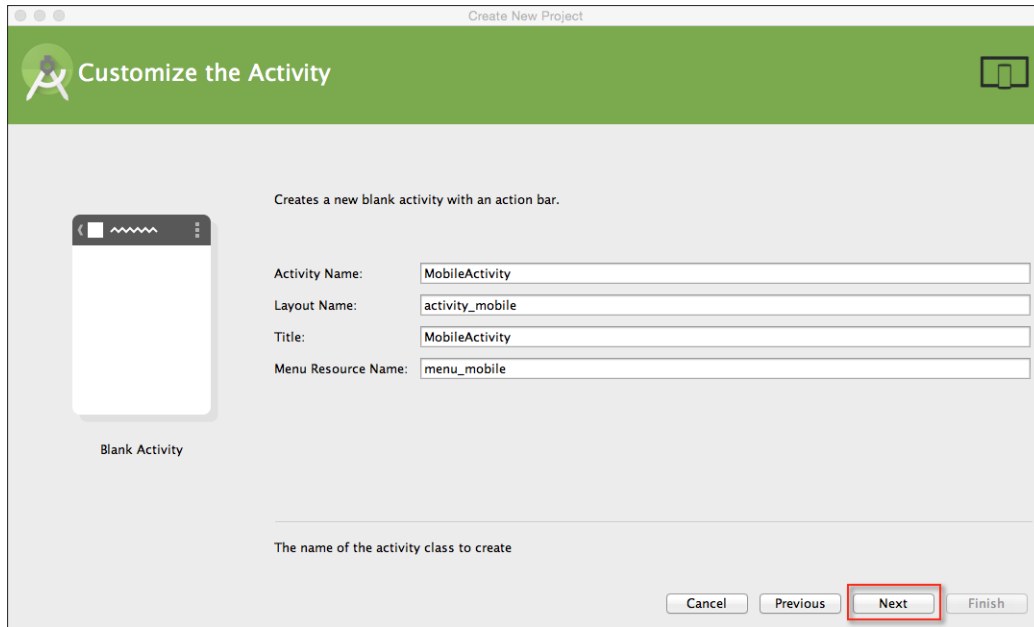 Create New Project
Customize the Activity
Creates a new blank activity with an action bar.
Activity Name: MobileActivity
Layout Name: activity_mobile
Title: MobileActivity
Menu Resource Name: menu_mobile
Blank Activity
The name of the activity class to create
Cancel Previous Next Finish